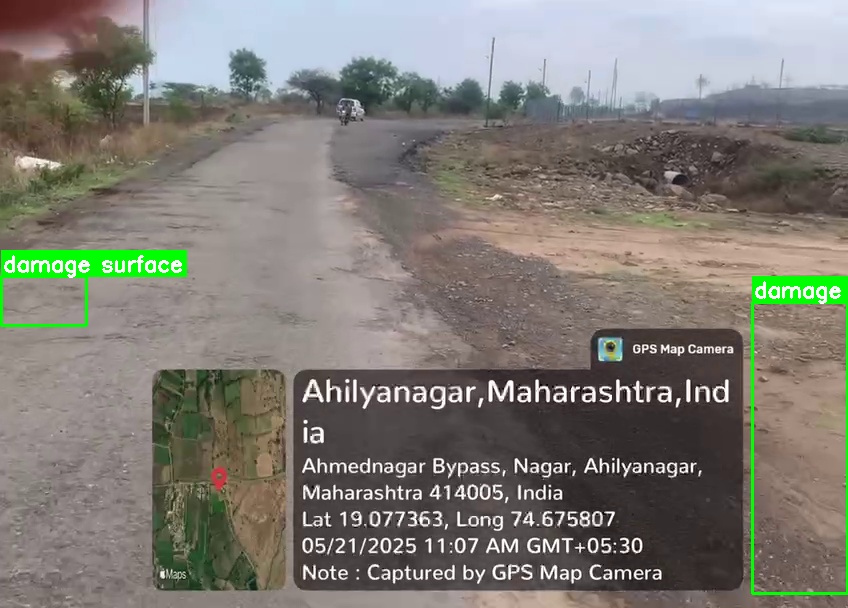 damage surface
damage
GPS Map Camera
Ahilyanagar,Maharashtra,Ind
ia
Ahmednagar Bypass, Nagar, Ahilyanagar,
Maharashtra 414005, India
Lat 19.077363, Long 74.675807
05/21/2025 11:07 AM GMT+05:30
Note : Captured by GPS Map Camera
Maps